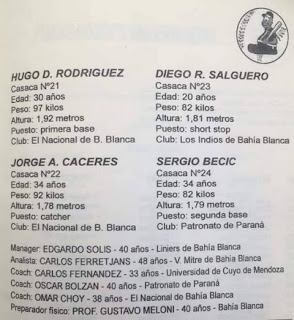 HUGO D. RODRIGUEZ
Casaca Nº21
Edad: 30 años
Peso: 97 kilos
Altura: 1,92 metros
Puesto: primera base
Club: El Nacional de B. Blanca
DIEGO R. SALGUERO
Casaca Nº23
Edad: 20 años
Peso: 82 kilos
Altura: 1,81 metros
Puesto: short stop
Club: Los Indios de Bahía Blanca
JORGE A. CACERES
Casaca Nº22
Edad: 34 años
Peso: 92 kilos
Altura: 1,78 metros
Puesto: catcher
Club: El Nacional de B. Blanca
SERGIO BECIC
Casaca Nº24
Edad: 34 años
Peso: 82 kilos
Altura: 1,79 metros
Puesto: segunda base
Club: Patronato de Paraná
Manager: EDGARDO SOLIS - 40 años - Liniers de Bahía Blanca
Analista: CARLOS FERRETJANS - 48 años - V. Mitre de Bahía Blanca
Coach: CARLOS FERNANDEZ - 33 años - Universidad de Cuyo de Mendoza
Coach: OSCAR BOLZAN - 40 años - Patronato de Paraná
Coach: OMAR CHOY - 38 años - El Nacional de Bahía Blanca
Preparador físico: PROF. GUSTAVO MELONI - 40 años - Bahía Blanca